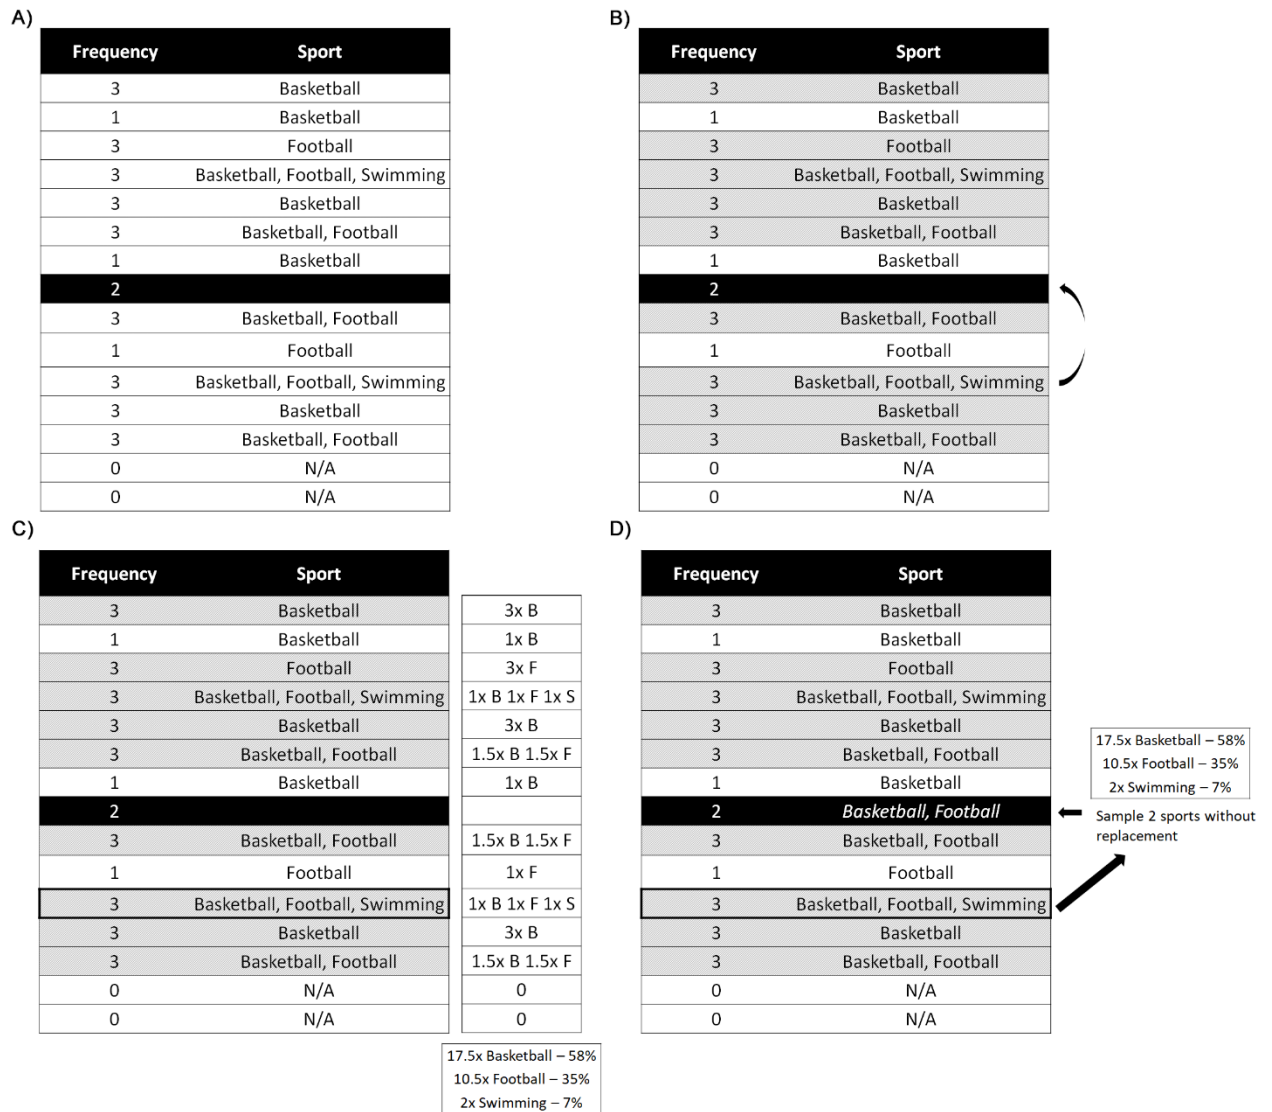 A)
Frequency Sport
3 Basketball
1 Basketball
3 Football
3 Basketball, Football, Swimming
3 Basketball
3 Basketball, Football
1 Basketball
2
3 Basketball, Football
1 Football
3 Basketball, Football, Swimming
3 Basketball
3 Basketball, Football
0 N/A
0 N/A
B)
Frequency Sport
3 Basketball
1 Basketball
3 Football
3 Basketball, Football, Swimming
3 Basketball
3 Basketball, Football
1 Basketball
2
3 Basketball, Football
1 Football
3 Basketball, Football, Swimming
3 Basketball
3 Basketball, Football
0 N/A
0 N/A
C)
Frequency Sport
3 Basketball 3x B
1 Basketball 1x B
3 Football 3x F
3 Basketball, Football, Swimming 1x B 1x F 1x S
3 Basketball 3x B
3 Basketball, Football 1.5x B 1.5x F
1 Basketball 1x B
2
3 Basketball, Football 1.5x B 1.5x F
1 Football 1x F
3 Basketball, Football, Swimming 1x B 1x F 1x S
3 Basketball 3x B
3 Basketball, Football 1.5x B 1.5x F
0 N/A 0
0 N/A 0
17.5x Basketball – 58%
10.5x Football – 35%
2x Swimming – 7%
D)
Frequency Sport
3 Basketball
1 Basketball
3 Football
3 Basketball, Football, Swimming
3 Basketball
3 Basketball, Football
1 Basketball
2 Basketball, Football
3 Basketball, Football
1 Football
3 Basketball, Football, Swimming
3 Basketball
3 Basketball, Football
0 N/A
0 N/A
17.5x Basketball – 58%
10.5x Football – 35%
2x Swimming – 7%
Sample 2 sports without
replacement